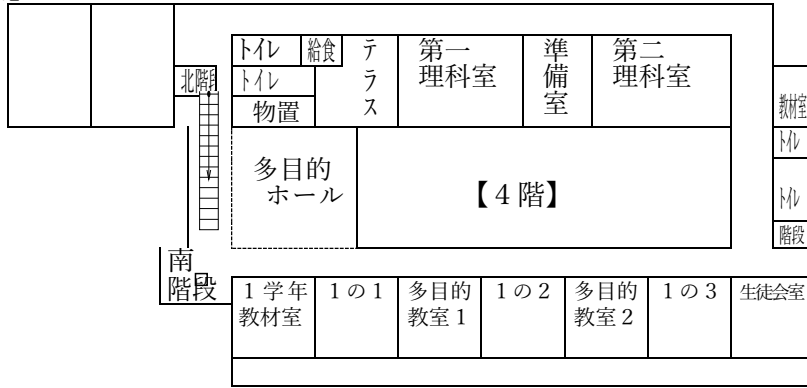 トイレ
給食
テラス
第一
理科室
準備室
第二
理科室
北階段
トイレ
物置
教材室
トイレ
多目的
ホール
【４階】
トイレ
階段
南
階段
１学年
教材室
１の１
多目的
教室１
１の２
多目的
教室２
１の３
生徒会室